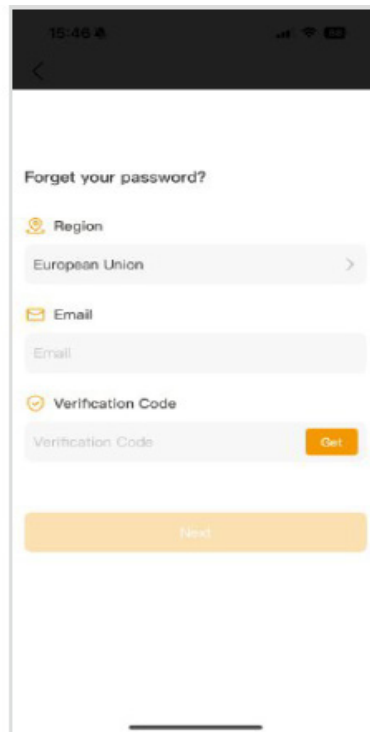 15:46
Forget your password?
Region
European Union
Email
Email
Verification Code
Verification Code
Get
Next